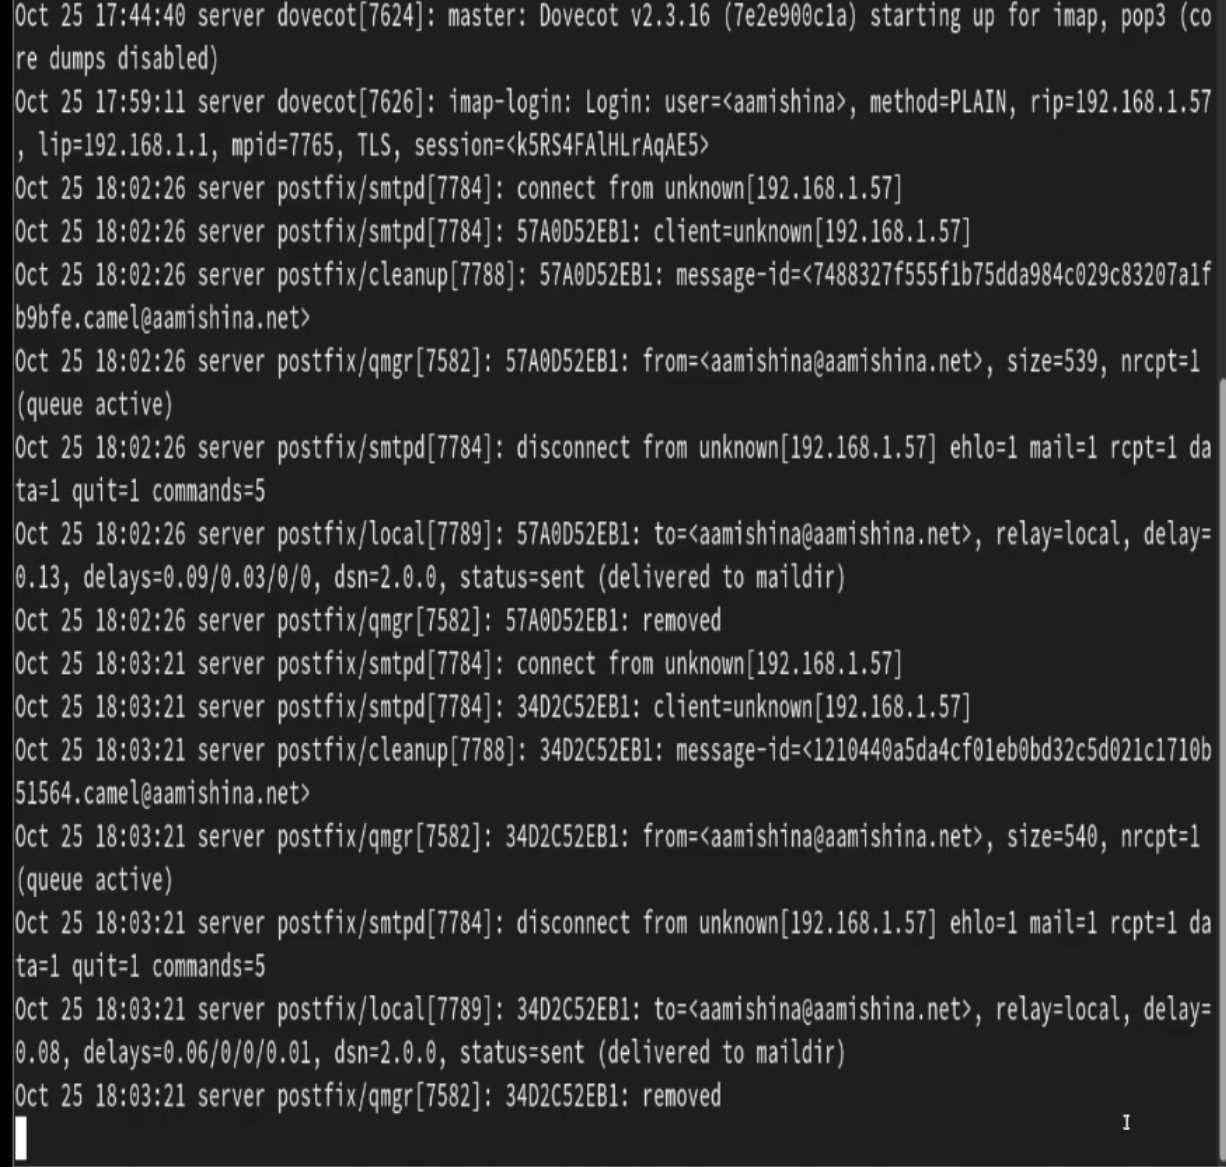 Oct 25 17:44:40 server dovecot[7624]: master: Dovecot v2.3.16 (7e2e900c1a) starting up for imap, pop3 (co
re dumps disabled)
Oct 25 17:59:11 server dovecot[7626]: imap-login: Login: user=<aamishina>, method=PLAIN, rip=192.168.1.57
, lip=192.168.1.1, mpid=7765, TLS, session=<k5RS4FAlHLrAqAE5>
Oct 25 18:02:26 server postfix/smtpd[7784]: connect from unknown[192.168.1.57]
Oct 25 18:02:26 server postfix/smtpd[7784]: 57A0D52EB1: client=unknown[192.168.1.57]
Oct 25 18:02:26 server postfix/cleanup[7788]: 57A0D52EB1: message-id=<7488327f555f1b75dda984c029c83207a1f
b9bfe.camel@aamishina.net>
Oct 25 18:02:26 server postfix/qmgr[7582]: 57A0D52EB1: from=<aamishina@aamishina.net>, size=539, nrcpt=1
(queue active)
Oct 25 18:02:26 server postfix/smtpd[7784]: disconnect from unknown[192.168.1.57] ehlo=1 mail=1 rcpt=1 da
ta=1 quit=1 commands=5
Oct 25 18:02:26 server postfix/local[7789]: 57A0D52EB1: to=<aamishina@aamishina.net>, relay=local, delay=
0.13, delays=0.09/0.03/0/0, dsn=2.0.0, status=sent (delivered to maildir)
Oct 25 18:02:26 server postfix/qmgr[7582]: 57A0D52EB1: removed
Oct 25 18:03:21 server postfix/smtpd[7784]: connect from unknown[192.168.1.57]
Oct 25 18:03:21 server postfix/smtpd[7784]: 34D2C52EB1: client=unknown[192.168.1.57]
Oct 25 18:03:21 server postfix/cleanup[7788]: 34D2C52EB1: message-id=<1210440a5da4cf01eb0bd32c5d021c1710b
51564.camel@aamishina.net>
Oct 25 18:03:21 server postfix/qmgr[7582]: 34D2C52EB1: from=<aamishina@aamishina.net>, size=540, nrcpt=1
(queue active)
Oct 25 18:03:21 server postfix/smtpd[7784]: disconnect from unknown[192.168.1.57] ehlo=1 mail=1 rcpt=1 da
ta=1 quit=1 commands=5
Oct 25 18:03:21 server postfix/local[7789]: 34D2C52EB1: to=<aamishina@aamishina.net>, relay=local, delay=
0.08, delays=0.06/0/0/0.01, dsn=2.0.0, status=sent (delivered to maildir)
Oct 25 18:03:21 server postfix/qmgr[7582]: 34D2C52EB1: removed